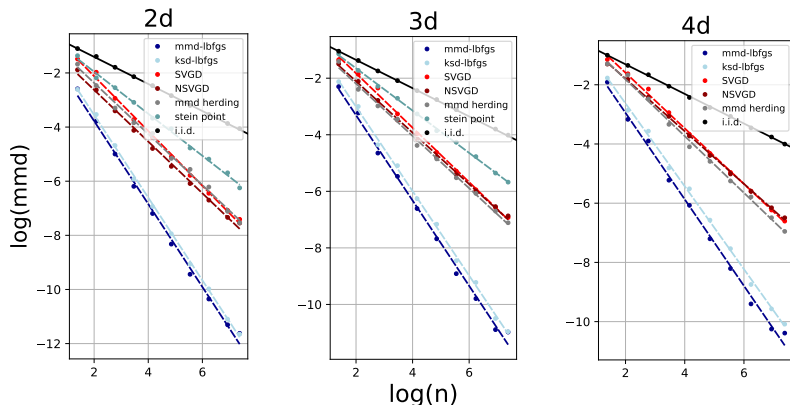 2d
3d
4d
log(mmd)
−2
−4
−6
−8
−10
−12
2
4
6
mmd-lbfgs
ksd-lbfgs
SVGD
NSVGD
mmd herding
stein point
i.i.d.
−2
−4
−6
−8
−10
2
4
6
mmd-lbfgs
ksd-lbfgs
SVGD
NSVGD
mmd herding
stein point
i.i.d.
−2
−4
−6
−8
−10
2
4
6
mmd-lbfgs
ksd-lbfgs
SVGD
NSVGD
mmd herding
stein point
i.i.d.
log(n)